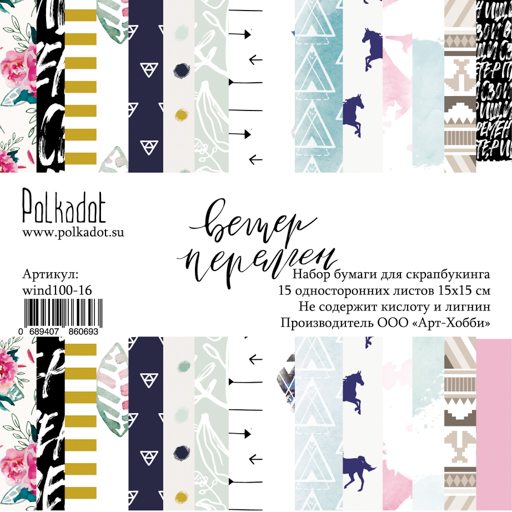 Polkadot
www.polkadot.su
ветер
перемен
Артикул:
wind100-16
0 689407 860693
Набор бумаги для скрапбукинга
15 односторонних листов 15x15 см
Не содержит кислоту и лигнин
Производитель ООО «Арт-Хобби»